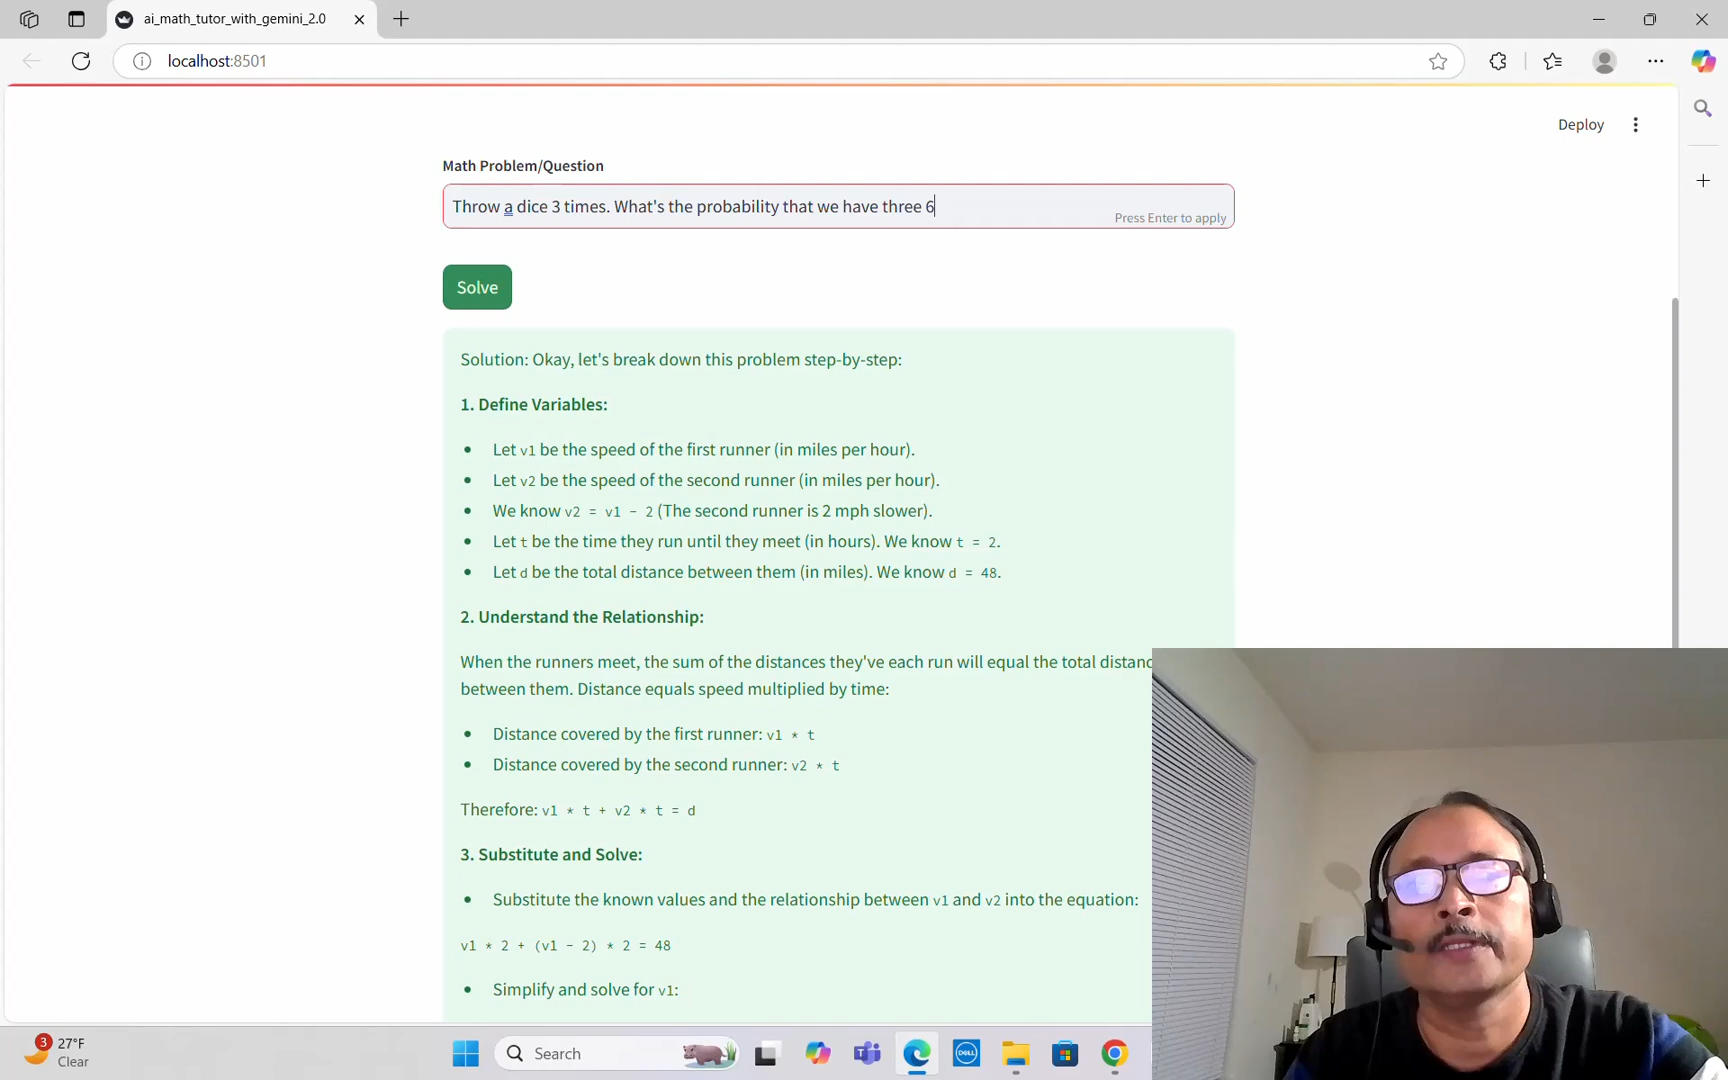 ai_math_tutor_with_gemini_2.0
localhost:8501
Deploy
Math Problem/Question
Throw a dice 3 times. What's the probability that we have three 6
Press Enter to apply
Solve
Solution: Okay, let's break down this problem step-by-step:
1. Define Variables:
• Let v1 be the speed of the first runner (in miles per hour).
• Let v2 be the speed of the second runner (in miles per hour).
• We know v2 = v1 - 2 (The second runner is 2 mph slower).
• Let t be the time they run until they meet (in hours). We know t = 2.
• Let d be the total distance between them (in miles). We know d = 48.
2. Understand the Relationship:
When the runners meet, the sum of the distances they've each run will equal the total
between them. Distance equals speed multiplied by time:
• Distance covered by the first runner: v1 * t
• Distance covered by the second runner: v2 * t
Therefore: v1 * t + v2 * t = d
3. Substitute and Solve:
• Substitute the known values and the relationship between v1 and v2 into the equation:
v1 * 2 + (v1 - 2) * 2 = 48
• Simplify and solve for v1:
3
27°F
Clear
Search
DELL